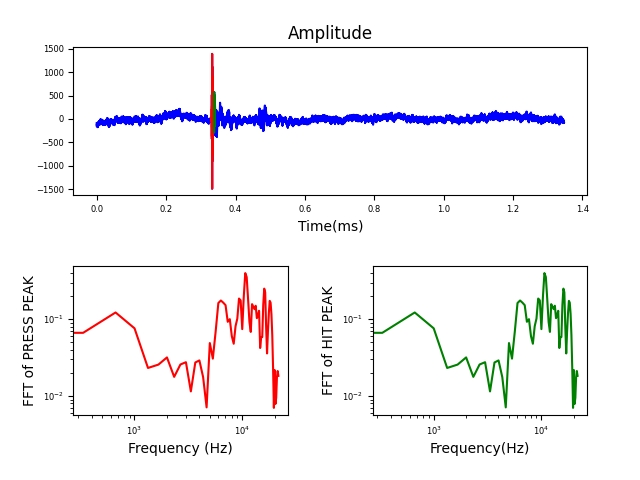 Amplitude
1500
1000
500
0
−500
−1000
−1500
0.0 0.2 0.4 0.6 0.8 1.0 1.2 1.4
Time(ms)
FFT of PRESS PEAK
10⁻¹
10⁻²
10³ 10⁴
Frequency (Hz)
FFT of HIT PEAK
10⁻¹
10⁻²
10³ 10⁴
Frequency(Hz)